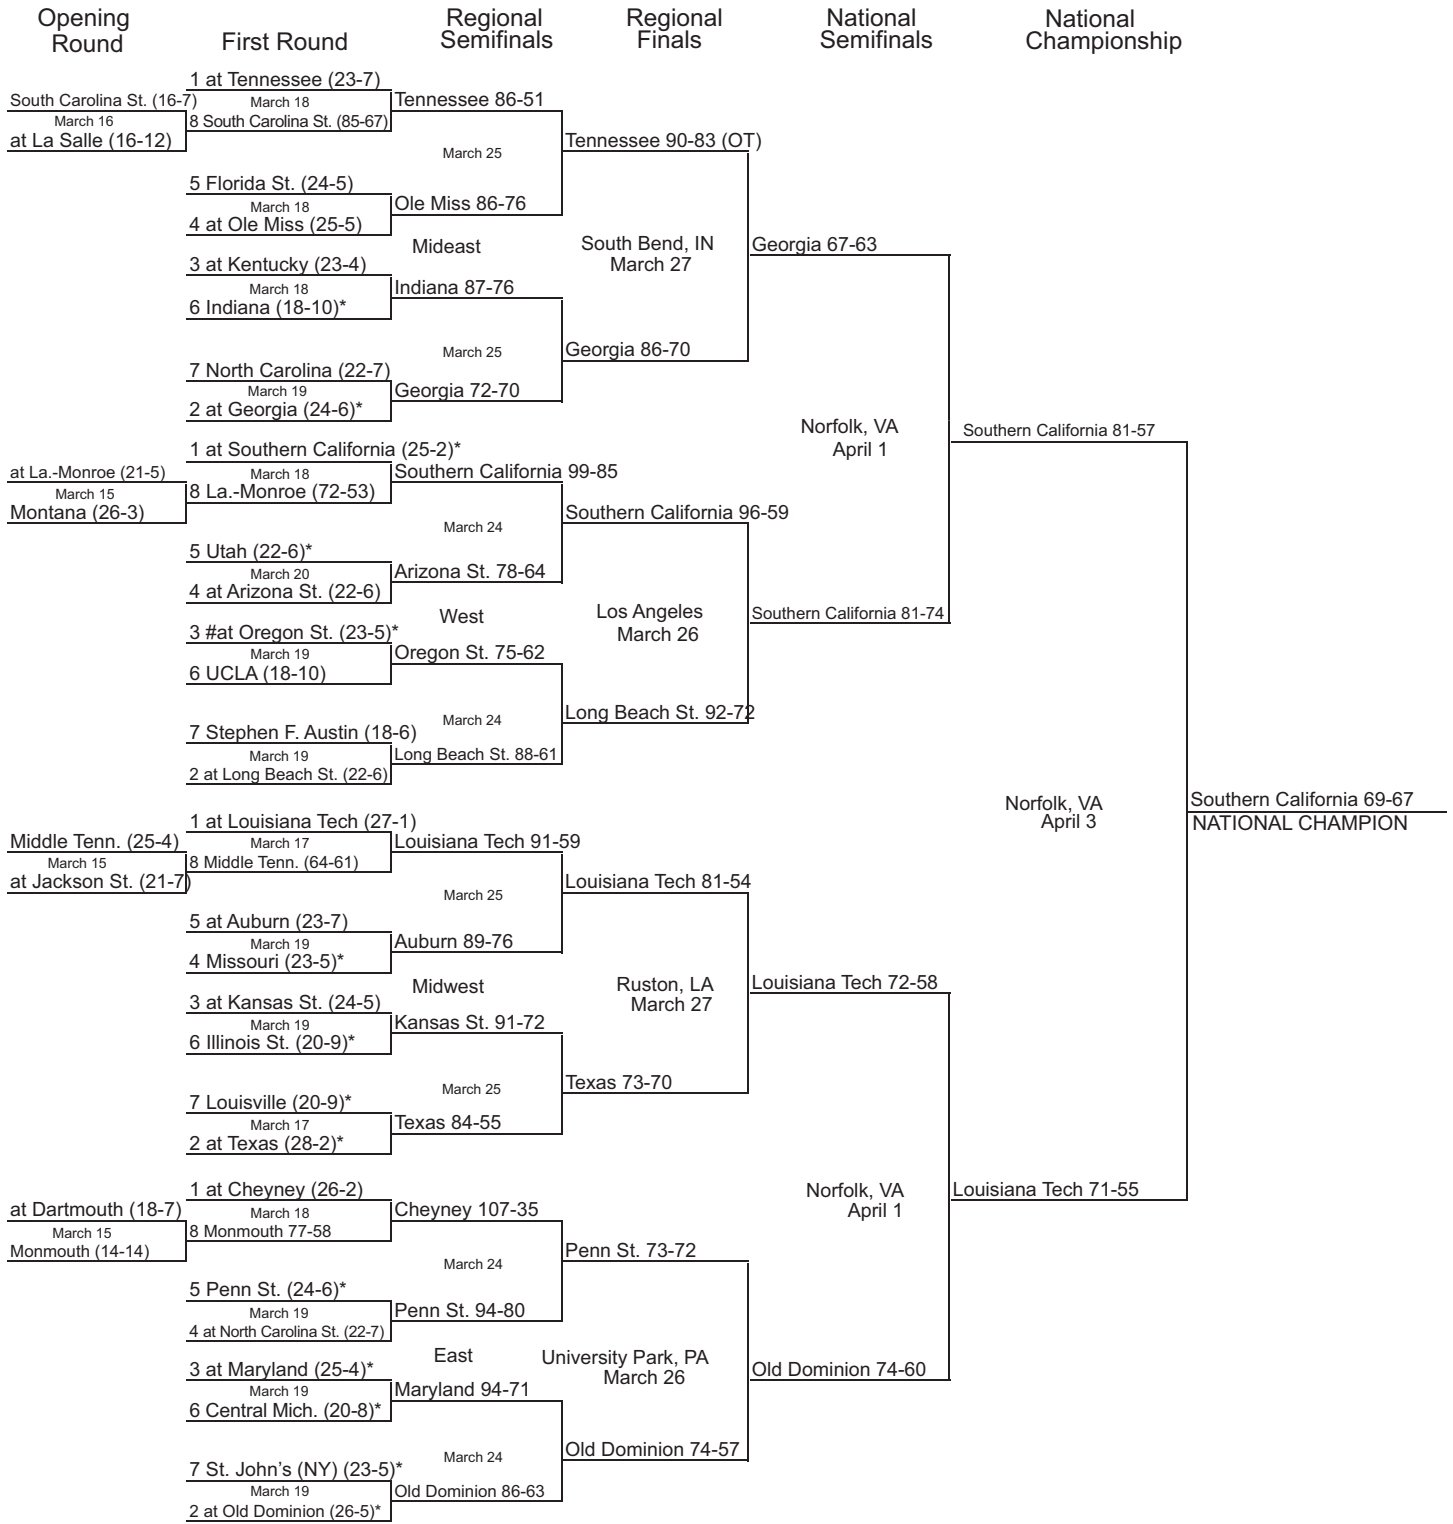 Opening
Round
First Round
Regional
Semifinals
Regional
Finals
National
Semifinals
National
Championship
1 at Tennessee (23-7)
South Carolina St. (16-7)
March 18
Tennessee 86-51
March 16
8 South Carolina St. (85-67)
at La Salle (16-12)
Tennessee 90-83 (OT)
March 25
5 Florida St. (24-5)
March 18
Ole Miss 86-76
4 at Ole Miss (25-5)
Mideast
South Bend, IN
March 27
Georgia 67-63
3 at Kentucky (23-4)
March 18
Indiana 87-76
6 Indiana (18-10)*
March 25
Georgia 86-70
7 North Carolina (22-7)
March 19
Georgia 72-70
2 at Georgia (24-6)*
Norfolk, VA
April 1
Southern California 81-57
1 at Southern California (25-2)*
at La.-Monroe (21-5)
March 18
Southern California 99-85
March 15
8 La.-Monroe (72-53)
Montana (26-3)
Southern California 96-59
March 24
5 Utah (22-6)*
March 20
Arizona St. 78-64
4 at Arizona St. (22-6)
West
Los Angeles
March 26
Southern California 81-74
3 #at Oregon St. (23-5)*
March 19
Oregon St. 75-62
6 UCLA (18-10)
March 24
Long Beach St. 92-72
7 Stephen F. Austin (18-6)
March 19
Long Beach St. 88-61
2 at Long Beach St. (22-6)
Norfolk, VA
April 3
Southern California 69-67
NATIONAL CHAMPION
1 at Louisiana Tech (27-1)
Middle Tenn. (25-4)
March 17
Louisiana Tech 91-59
March 15
8 Middle Tenn. (64-61)
at Jackson St. (21-7)
Louisiana Tech 81-54
March 25
5 at Auburn (23-7)
March 19
Auburn 89-76
4 Missouri (23-5)*
Midwest
Ruston, LA
March 27
Louisiana Tech 72-58
3 at Kansas St. (24-5)
March 19
Kansas St. 91-72
6 Illinois St. (20-9)*
March 25
Texas 73-70
7 Louisville (20-9)*
March 17
Texas 84-55
2 at Texas (28-2)*
Norfolk, VA
April 1
Louisiana Tech 71-55
1 at Cheyney (26-2)
at Dartmouth (18-7)
March 18
Cheyney 107-35
March 15
8 Monmouth 77-58
Monmouth (14-14)
Penn St. 73-72
March 24
5 Penn St. (24-6)*
March 19
Penn St. 94-80
4 at North Carolina St. (22-7)
East
University Park, PA
March 26
Old Dominion 74-60
3 at Maryland (25-4)*
March 19
Maryland 94-71
6 Central Mich. (20-8)*
March 24
Old Dominion 74-57
7 St. John's (NY) (23-5)*
March 19
Old Dominion 86-63
2 at Old Dominion (26-5)*